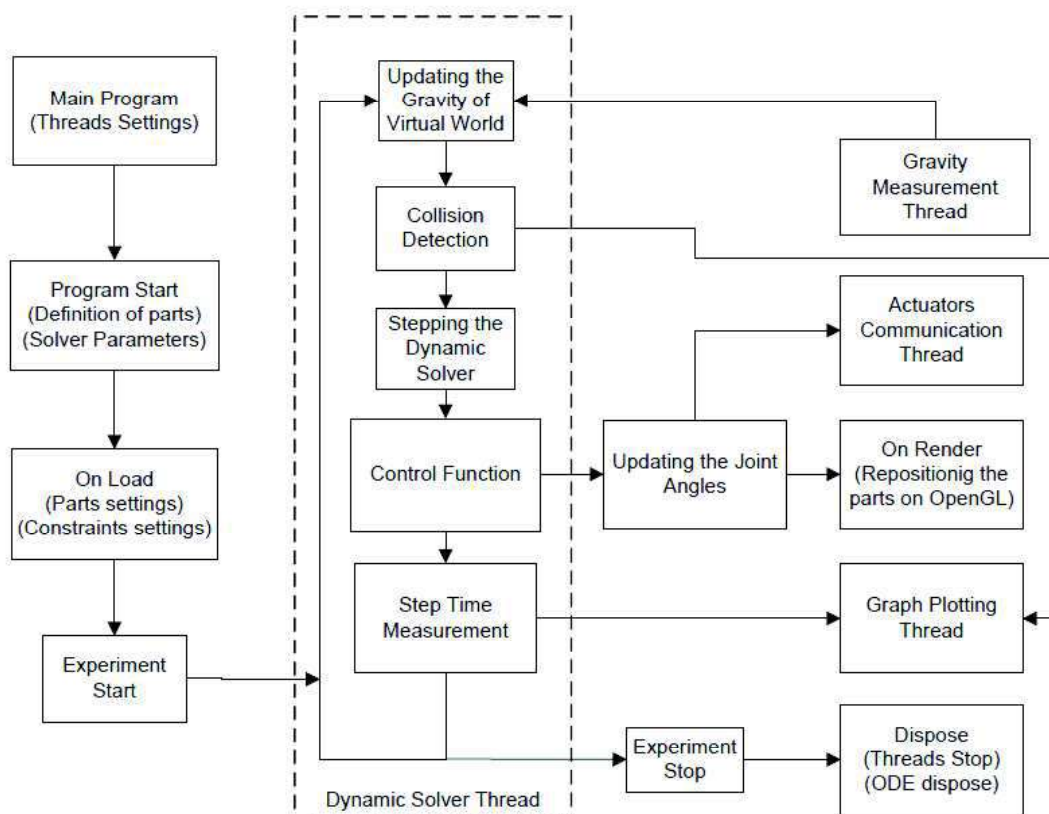 Main Program
(Threads Settings)
Program Start
(Definition of parts)
(Solver Parameters)
On Load
(Parts settings)
(Constraints settings)
Experiment
Start
Updating the
Gravity of
Virtual World
Collision
Detection
Stepping the
Dynamic
Solver
Control Function
Step Time
Measurement
Dynamic Solver Thread
Updating the Joint
Angles
Experiment
Stop
Gravity
Measurement
Thread
Actuators
Communication
Thread
On Render
(Repositionig the
parts on OpenGL)
Graph Plotting
Thread
Dispose
(Threads Stop)
(ODE dispose)